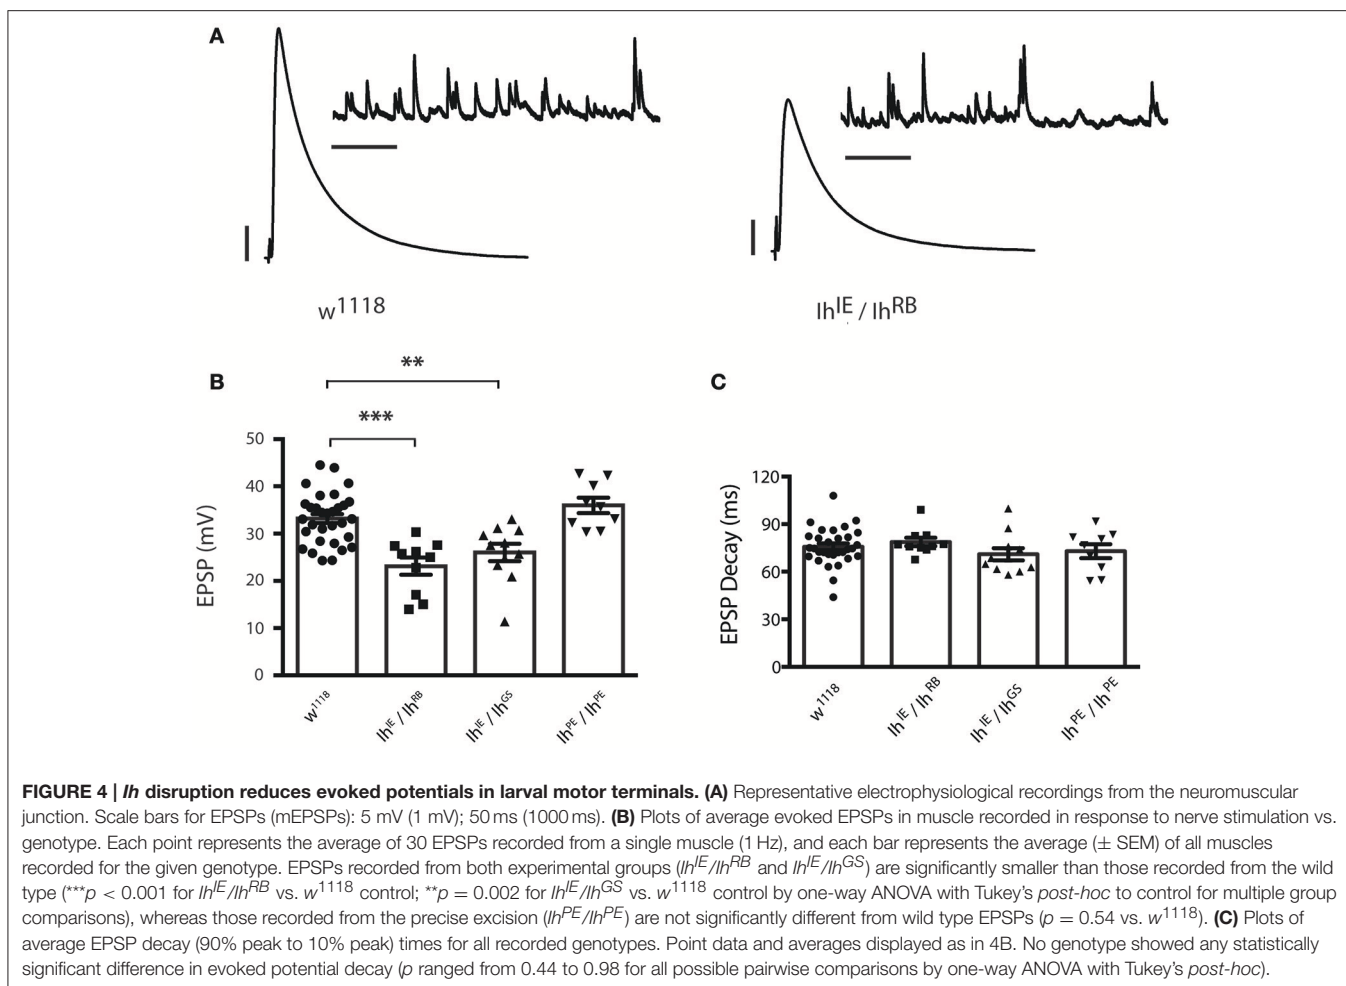 A
w1118
IhIE / IhRB
B
**
***
EPSP (mV)
50
40
30
20
10
0
w1118
IhIE / IhRB
IhIE / IhGS
IhPE / IhPE
C
EPSP Decay (ms)
120
90
60
30
0
w1118
IhIE / IhRB
IhIE / IhGS
IhPE / IhPE
FIGURE 4 | Ih disruption reduces evoked potentials in larval motor terminals. (A) Representative electrophysiological recordings from the neuromuscular
junction. Scale bars for EPSPs (mEPSPs): 5 mV (1 mV); 50 ms (1000 ms). (B) Plots of average evoked EPSPs in muscle recorded in response to nerve stimulation vs.
genotype. Each point represents the average of 30 EPSPs recorded from a single muscle (1 Hz), and each bar represents the average (± SEM) of all muscles
recorded for the given genotype. EPSPs recorded from both experimental groups (IhIE/IhRB and IhIE/IhGS) are significantly smaller than those recorded from the wild
type (***p < 0.001 for IhIE/IhRB vs. w1118 control; **p = 0.002 for IhIE/IhGS vs. w1118 control by one-way ANOVA with Tukey's post-hoc to control for multiple group
comparisons), whereas those recorded from the precise excision (IhPE/IhPE) are not significantly different from wild type EPSPs (p = 0.54 vs. w1118). (C) Plots of
average EPSP decay (90% peak to 10% peak) times for all recorded genotypes. Point data and averages displayed as in 4B. No genotype showed any statistically
significant difference in evoked potential decay (p ranged from 0.44 to 0.98 for all possible pairwise comparisons by one-way ANOVA with Tukey's post-hoc).